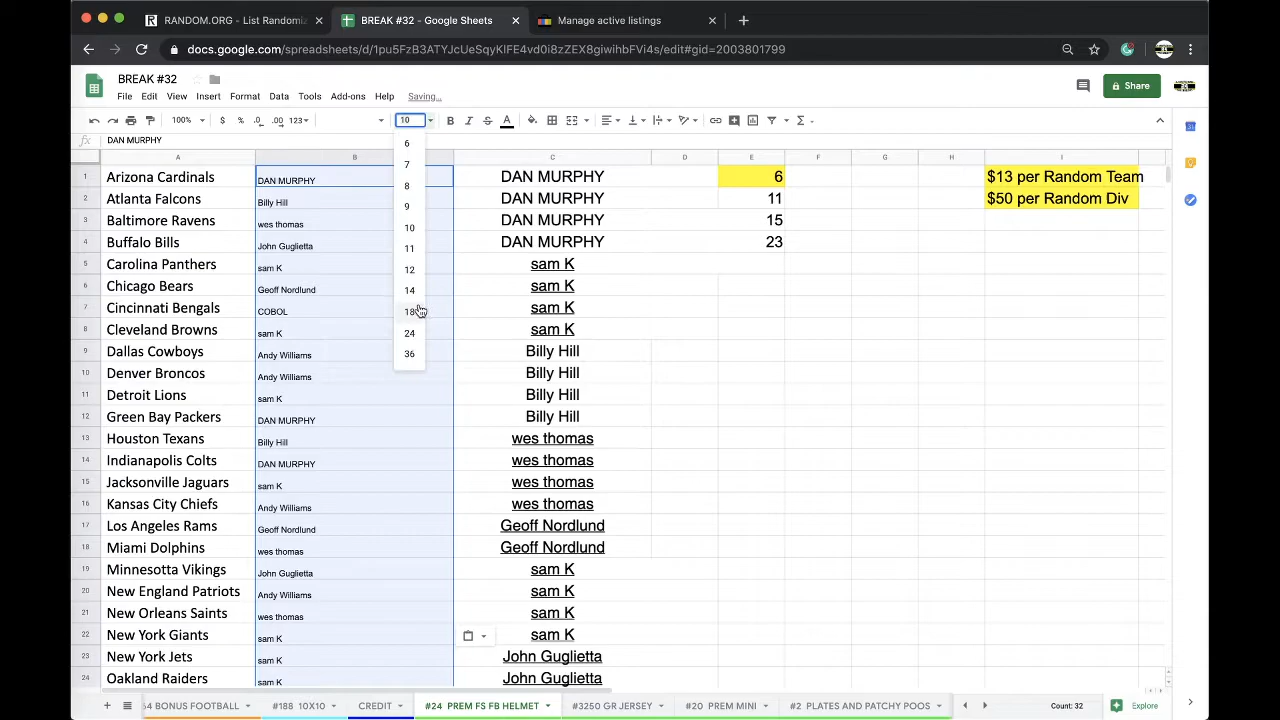 RANDOM.ORG - List Randomiz
BREAK #32 - Google Sheets
Manage active listings
docs.google.com/spreadsheets/d/1pu5FzB3ATYJcUeSqyKIFE4vd0i8zZEX8giwihbFVi4s/edit#gid=2003801799
BREAK #32
File Edit View Insert Format Data Tools Add-ons Help Saving...
Share
100% $ % .0 .00 123 10 B I S A
fx DAN MURPHY
6
7
8
9
10
11
12
14
18
24
36
A B C D E F G H I
1 Arizona Cardinals DAN MURPHY DAN MURPHY 6 $13 per Random Team
2 Atlanta Falcons Billy Hill DAN MURPHY 11 $50 per Random Div
3 Baltimore Ravens wes thomas DAN MURPHY 15
4 Buffalo Bills John Guglietta DAN MURPHY 23
5 Carolina Panthers sam K sam K
6 Chicago Bears Geoff Nordlund sam K
7 Cincinnati Bengals COBOL sam K
8 Cleveland Browns sam K sam K
9 Dallas Cowboys Andy Williams Billy Hill
10 Denver Broncos Andy Williams Billy Hill
11 Detroit Lions sam K Billy Hill
12 Green Bay Packers DAN MURPHY Billy Hill
13 Houston Texans Billy Hill wes thomas
14 Indianapolis Colts DAN MURPHY wes thomas
15 Jacksonville Jaguars sam K wes thomas
16 Kansas City Chiefs Andy Williams wes thomas
17 Los Angeles Rams Geoff Nordlund Geoff Nordlund
18 Miami Dolphins wes thomas Geoff Nordlund
19 Minnesota Vikings John Guglietta sam K
20 New England Patriots Andy Williams sam K
21 New Orleans Saints wes thomas sam K
22 New York Giants sam K sam K
23 New York Jets sam K John Guglietta
24 Oakland Raiders sam K John Guglietta
64 BONUS FOOTBALL #188 10X10 CREDIT #24 PREM FS FB HELMET #3250 GR JERSEY #20 PREM MINI #2 PLATES AND PATCHY POOS Count: 32 Explore